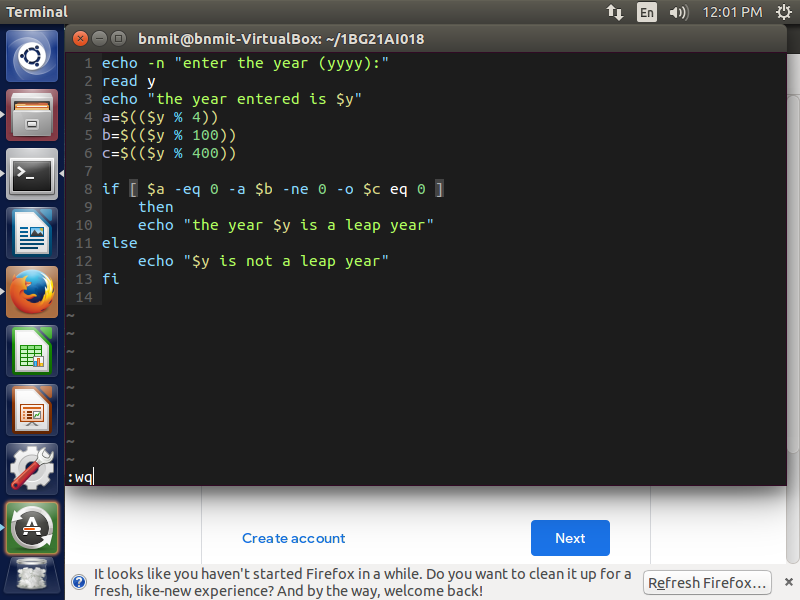 Terminal
En
12:01 PM
bnmit@bnmit-VirtualBox: ~/1BG21AI018
1 echo -n "enter the year (yyyy):"
2 read y
3 echo "the year entered is $y"
4 a=$(($y % 4))
5 b=$(($y % 100))
6 c=$(($y % 400))
7
8 if [ $a -eq 0 -a $b -ne 0 -o $c eq 0 ]
9     then
10     echo "the year $y is a leap year"
11 else
12     echo "$y is not a leap year"
13 fi
14
~
~
~
~
~
~
~
~
~
:wq
Create account
Next
It looks like you haven't started Firefox in a while. Do you want to clean it up for a
fresh, like-new experience? And by the way, welcome back!
Refresh Firefox...